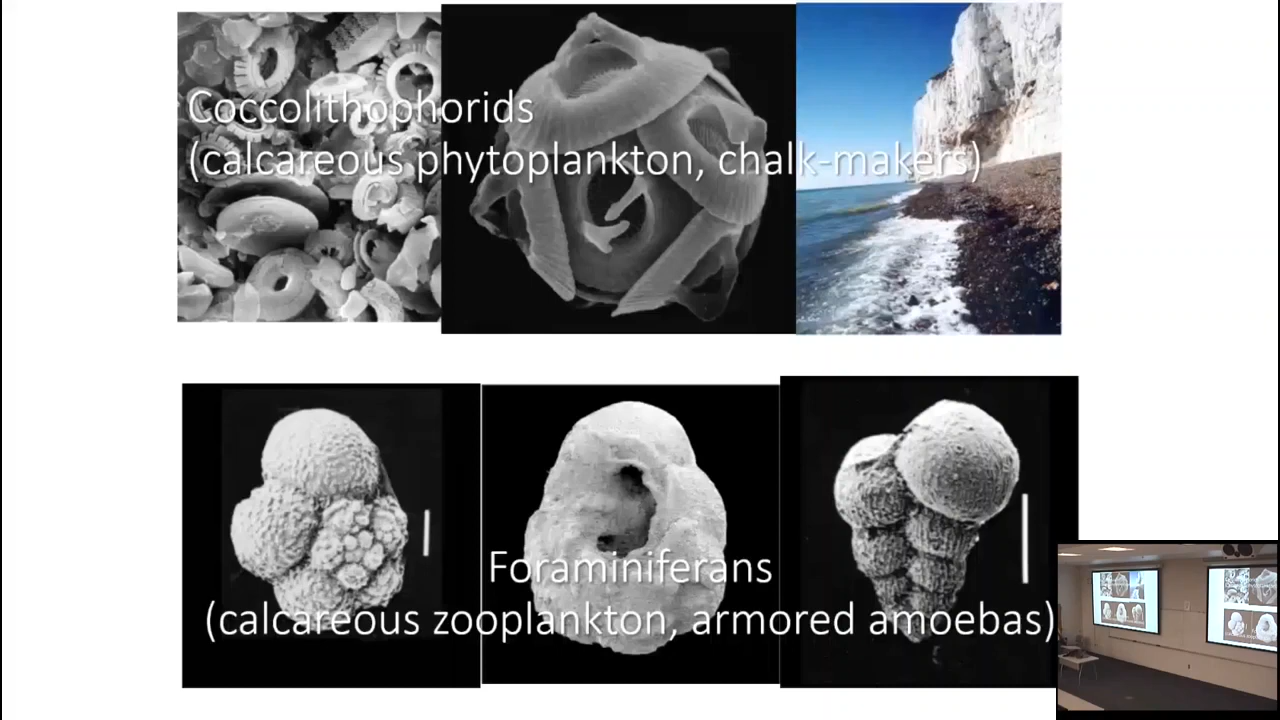 Coccolithophorids
(calcareous phytoplankton, chalk-makers)
Foraminiferans
(calcareous zooplankton, armored amoebas)